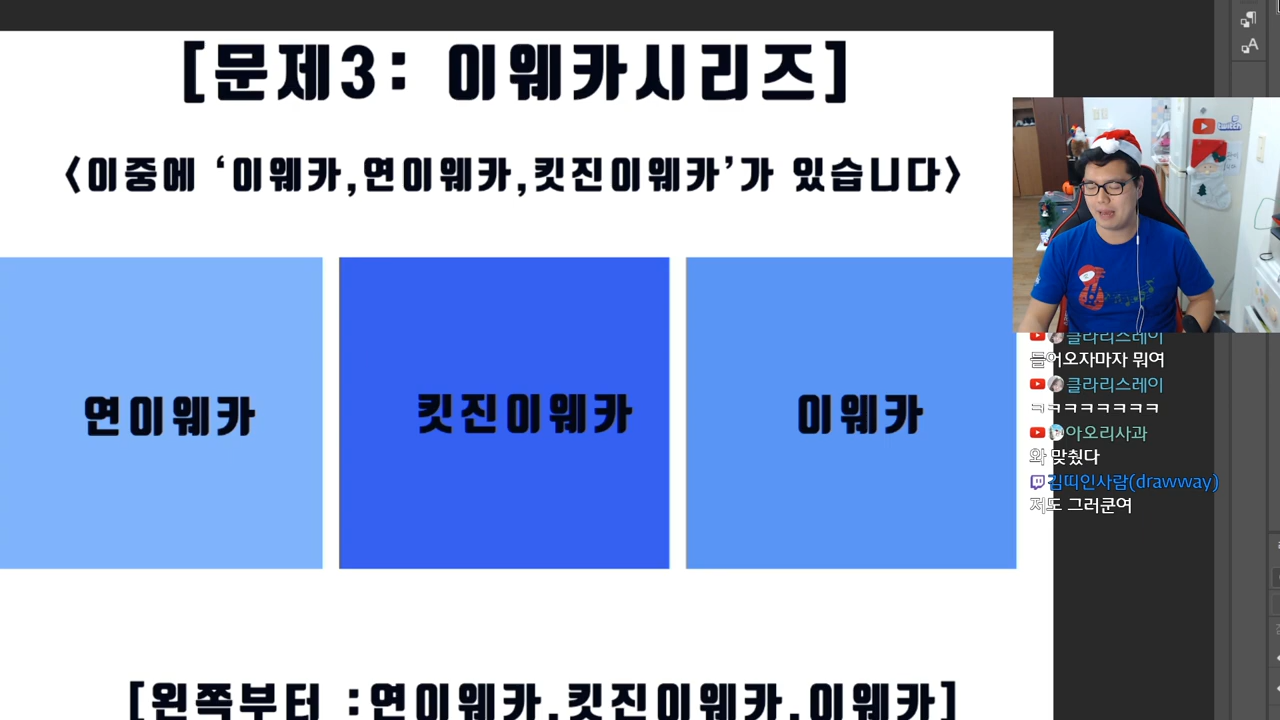 [문제3: 이웨카시리즈]
<이중에 ‘이웨카,연이웨카,킷진이웨카’가 있습니다>
연이웨카
킷진이웨카
이웨카
[왼쪽부터 :연이웨카,킷진이웨카,이웨카]
클라리스레이
들어오자마자 뭐여
클라리스레이
ㅋㅋㅋㅋㅋㅋㅋㅋ
아오리사과
와 맞췄다
김띠인사람(drawway)
저도 그러쿤여